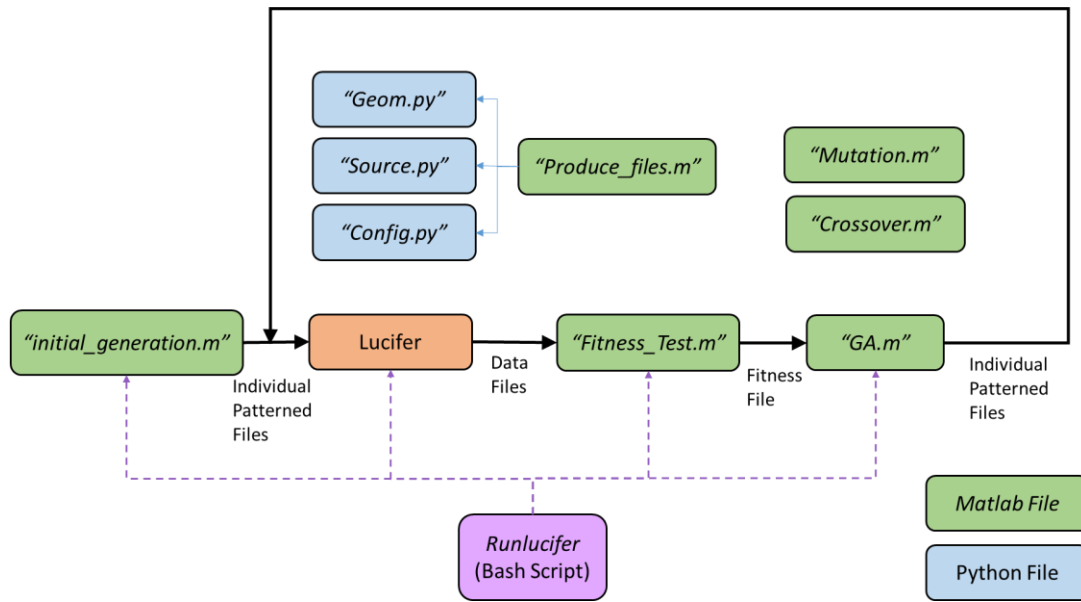 “Geom.py”
“Source.py”
“Config.py”
“Produce_files.m”
“Mutation.m”
“Crossover.m”
“initial_generation.m”
Individual
Patterned
Files
Lucifer
Data
Files
“Fitness_Test.m”
Fitness
File
“GA.m”
Individual
Patterned
Files
Runlucifer
(Bash Script)
Matlab File
Python File